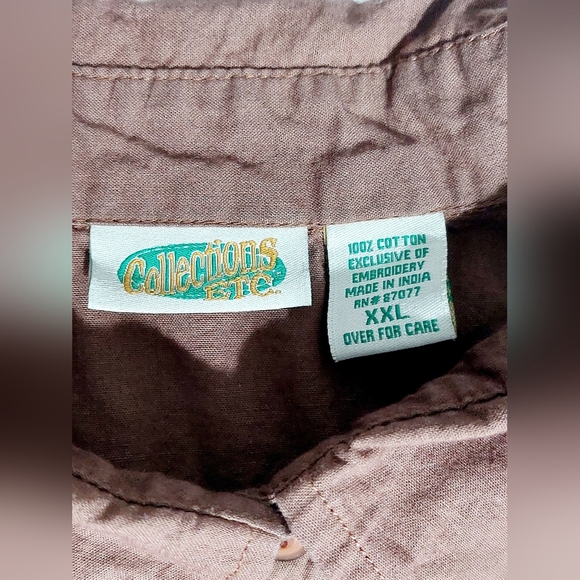 Collections
ETC.
100% COTTON
EXCLUSIVE OF
EMBROIDERY
MADE IN INDIA
RN# 87077
XXL
OVER FOR CARE